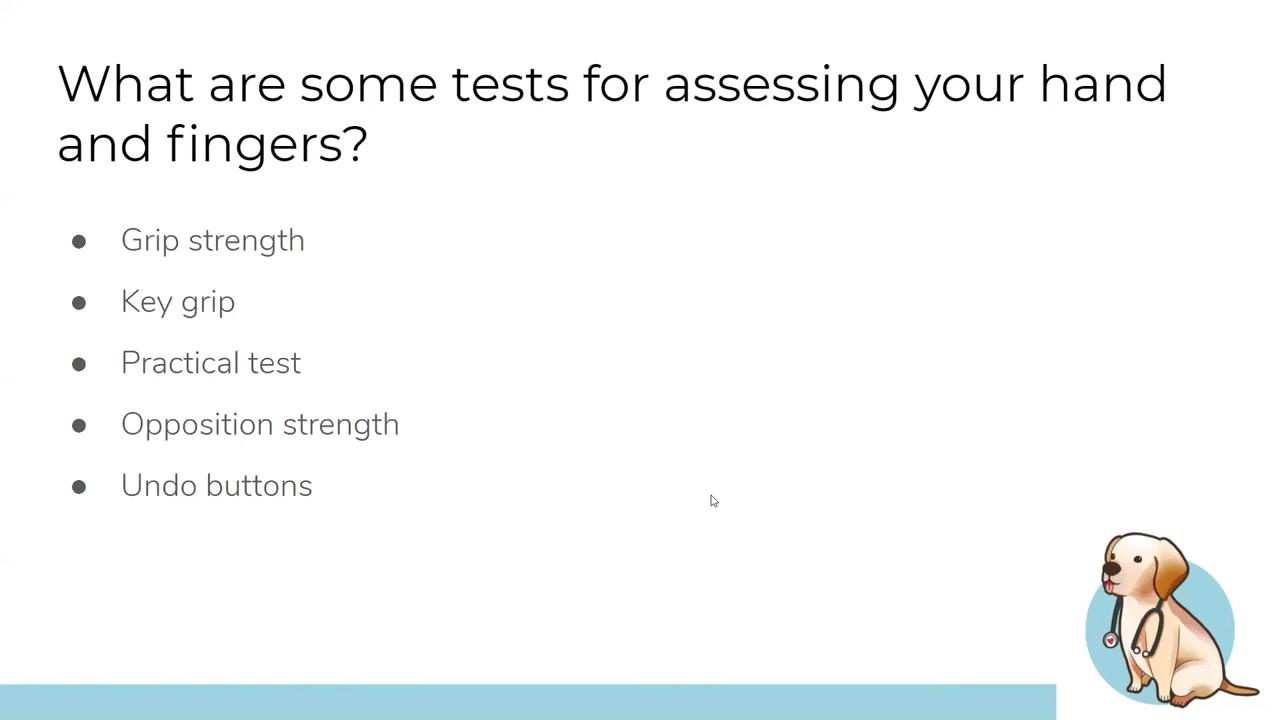 What are some tests for assessing your hand
and fingers?
● Grip strength
● Key grip
● Practical test
● Opposition strength
● Undo buttons